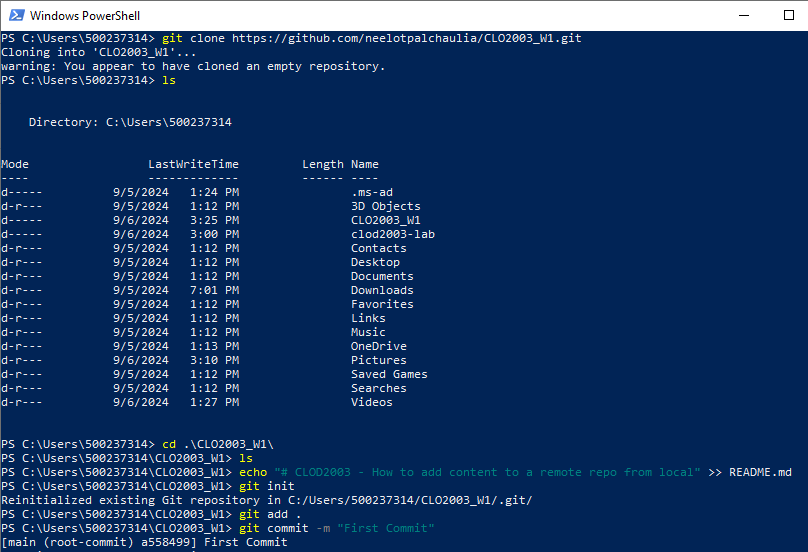 Windows PowerShell
PS C:\Users\500237314> git clone https://github.com/neelotpalchaulia/CLO2003_W1.git
Cloning into 'CLO2003_W1'...
warning: You appear to have cloned an empty repository.
PS C:\Users\500237314> ls
Directory: C:\Users\500237314
Mode LastWriteTime Length Name
---- ------------- ------ ----
d----- 9/5/2024 1:24 PM .ms-ad
d-r--- 9/5/2024 1:12 PM 3D Objects
d----- 9/6/2024 3:25 PM CLO2003_W1
d----- 9/6/2024 3:00 PM clod2003-lab
d-r--- 9/5/2024 1:12 PM Contacts
d-r--- 9/5/2024 1:12 PM Desktop
d-r--- 9/5/2024 1:12 PM Documents
d-r--- 9/5/2024 7:01 PM Downloads
d-r--- 9/5/2024 1:12 PM Favorites
d-r--- 9/5/2024 1:12 PM Links
d-r--- 9/5/2024 1:12 PM Music
d-r--- 9/5/2024 1:13 PM OneDrive
d-r--- 9/6/2024 3:10 PM Pictures
d-r--- 9/5/2024 1:12 PM Saved Games
d-r--- 9/5/2024 1:12 PM Searches
d-r--- 9/6/2024 1:27 PM Videos
PS C:\Users\500237314> cd .\CLO2003_W1\
PS C:\Users\500237314\CLO2003_W1> ls
PS C:\Users\500237314\CLO2003_W1> echo "# CLOD2003 - How to add content to a remote repo from local" >> README.md
PS C:\Users\500237314\CLO2003_W1> git init
Reinitialized existing Git repository in C:/Users/500237314/CLO2003_W1/.git/
PS C:\Users\500237314\CLO2003_W1> git add .
PS C:\Users\500237314\CLO2003_W1> git commit -m "First Commit"
[main (root-commit) a558499] First Commit